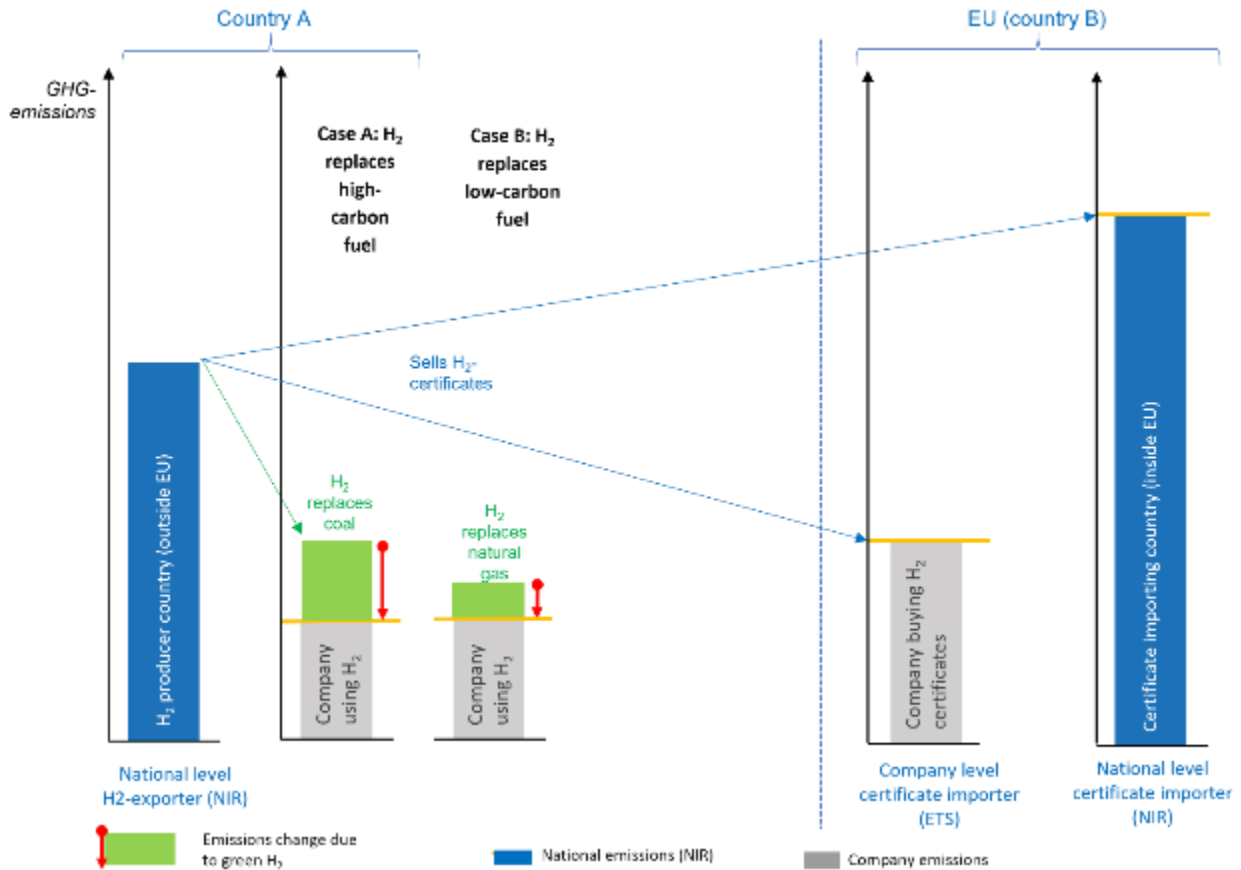 Country A
EU (country B)
GHG-
emissions
Case A: H₂
replaces
high-
carbon
fuel
Case B: H₂
replaces
low-carbon
fuel
Sells H₂-
certificates
H₂
replaces
coal
H₂
replaces
natural
gas
H₂ producer country (outside EU)
Company
using H₂
Company
using H₂
Company buying H₂
certificates
Certificate importing country (inside EU)
National level
H2-exporter (NIR)
Company level
certificate importer
(ETS)
National level
certificate importer
(NIR)
Emissions change due
to green H₂
National emissions (NIR)
Company emissions